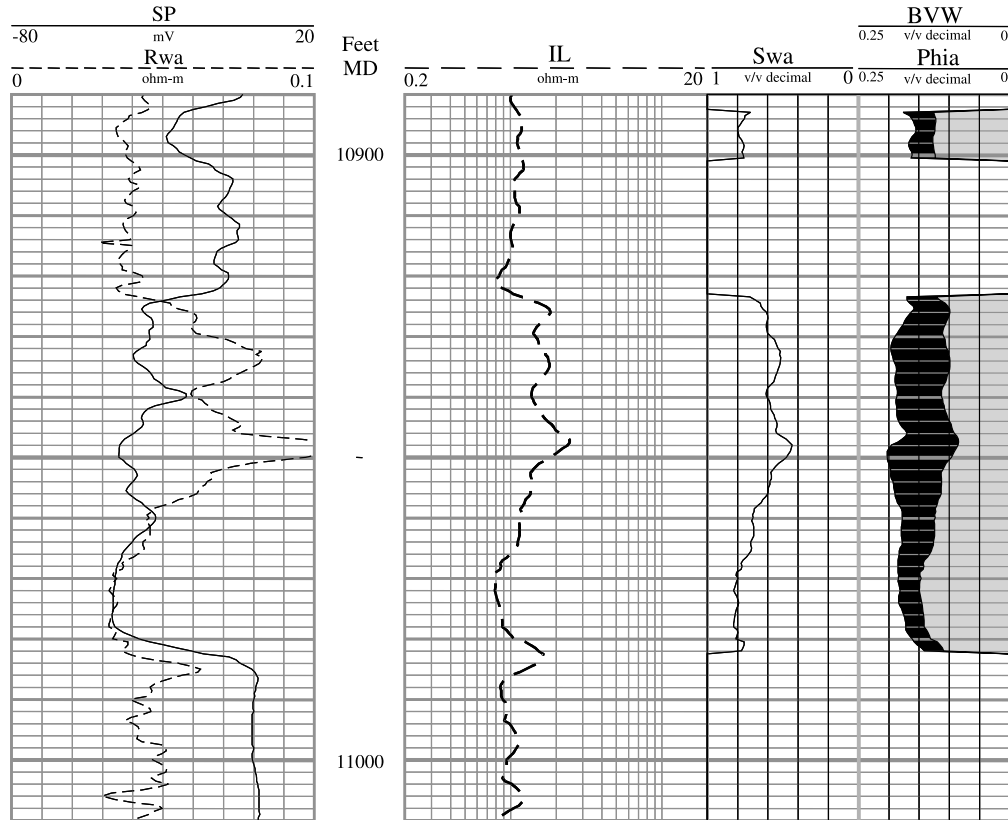 SP
-80 mV 20
Rwa
0 ohm-m 0.1
Feet
MD
IL
0.2 ohm-m 20
Swa
1 v/v decimal 0
BVW
0.25 v/v decimal 0
Phia
0.25 v/v decimal 0
10900
11000